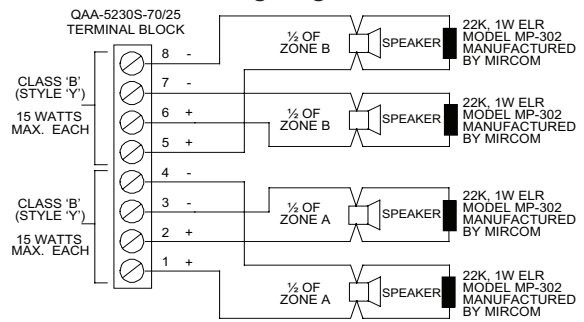 QAA-5230S-70/25
TERMINAL BLOCK
8 -
7 -
6 +
5 +
4 -
3 -
2 +
1 +
CLASS 'B'
(STYLE 'Y')
15 WATTS
MAX. EACH
CLASS 'B'
(STYLE 'Y')
15 WATTS
MAX. EACH
½ OF
ZONE B
SPEAKER
22K, 1W ELR
MODEL MP-302
MANUFACTURED
BY MIRCOM
½ OF
ZONE B
SPEAKER
22K, 1W ELR
MODEL MP-302
MANUFACTURED
BY MIRCOM
½ OF
ZONE A
SPEAKER
22K, 1W ELR
MODEL MP-302
MANUFACTURED
BY MIRCOM
½ OF
ZONE A
SPEAKER
22K, 1W ELR
MODEL MP-302
MANUFACTURED
BY MIRCOM